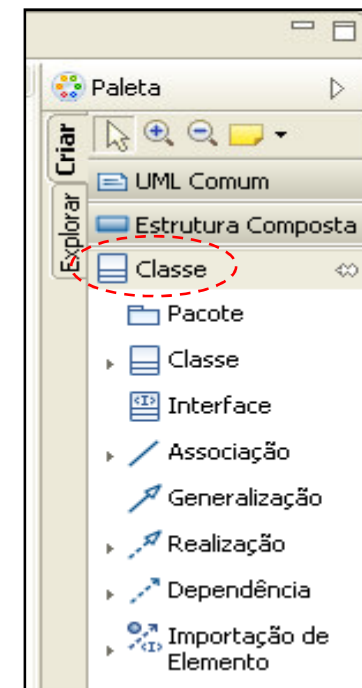 Paleta
Criar
Explorar
UML Comum
Estrutura Composta
Classe
Pacote
Classe
<I>
Interface
Associação
Generalização
Realização
Dependência
<I>
Importação de
Elemento